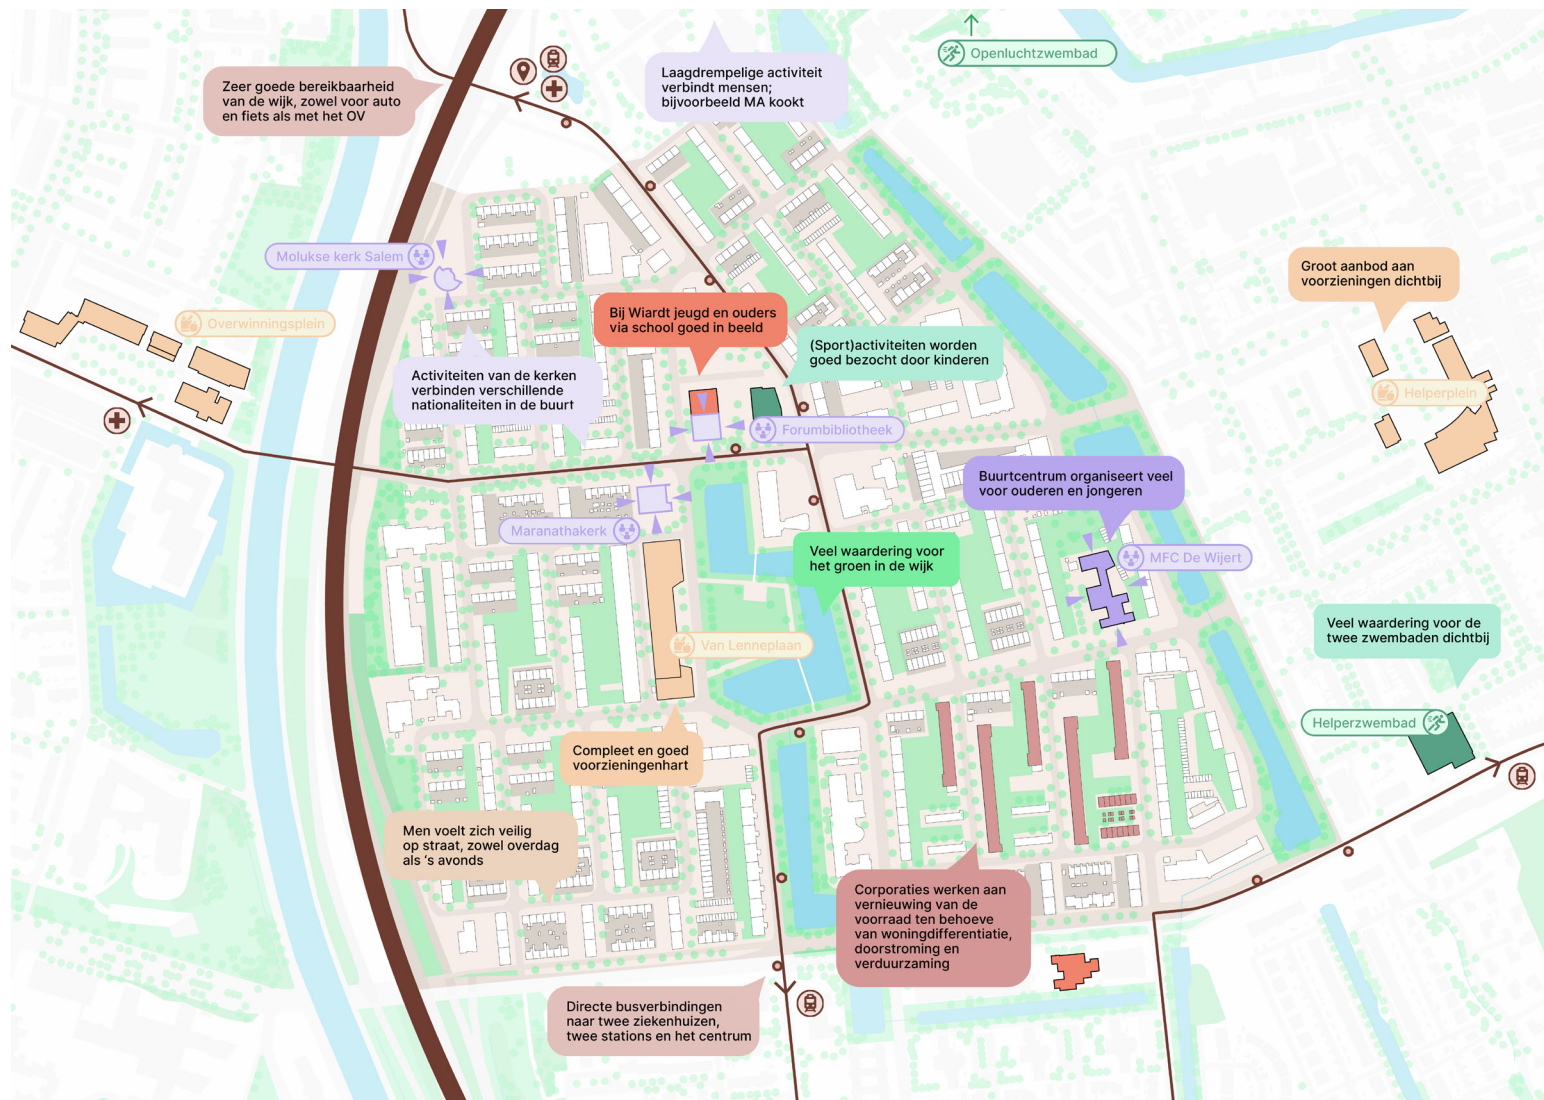 Openluchtzwembad
Zeer goede bereikbaarheid
van de wijk, zowel voor auto
en fiets als met het OV
Laagdrempelige activiteit
verbindt mensen;
bijvoorbeeld MA kookt
Molukse kerk Salem
Groot aanbod aan
voorzieningen dichtbij
Overwinningsplein
Bij Wiardt jeugd en ouders
via school goed in beeld
(Sport)activiteiten worden
goed bezocht door kinderen
Activiteiten van de kerken
verbinden verschillende
nationaliteiten in de buurt
Helperplein
Forumbibliotheek
Buurtcentrum organiseert veel
voor ouderen en jongeren
Maranathakerk
Veel waardering voor
het groen in de wijk
MFC De Wijert
Veel waardering voor de
twee zwembaden dichtbij
Van Lenneplaan
Helperzwembad
Compleet en goed
voorzieningenhart
Men voelt zich veilig
op straat, zowel overdag
als ‘s avonds
Corporaties werken aan
vernieuwing van de
voorraad ten behoeve
van woningdifferentiatie,
doorstroming en
verduurzaming
Directe busverbindingen
naar twee ziekenhuizen,
twee stations en het centrum